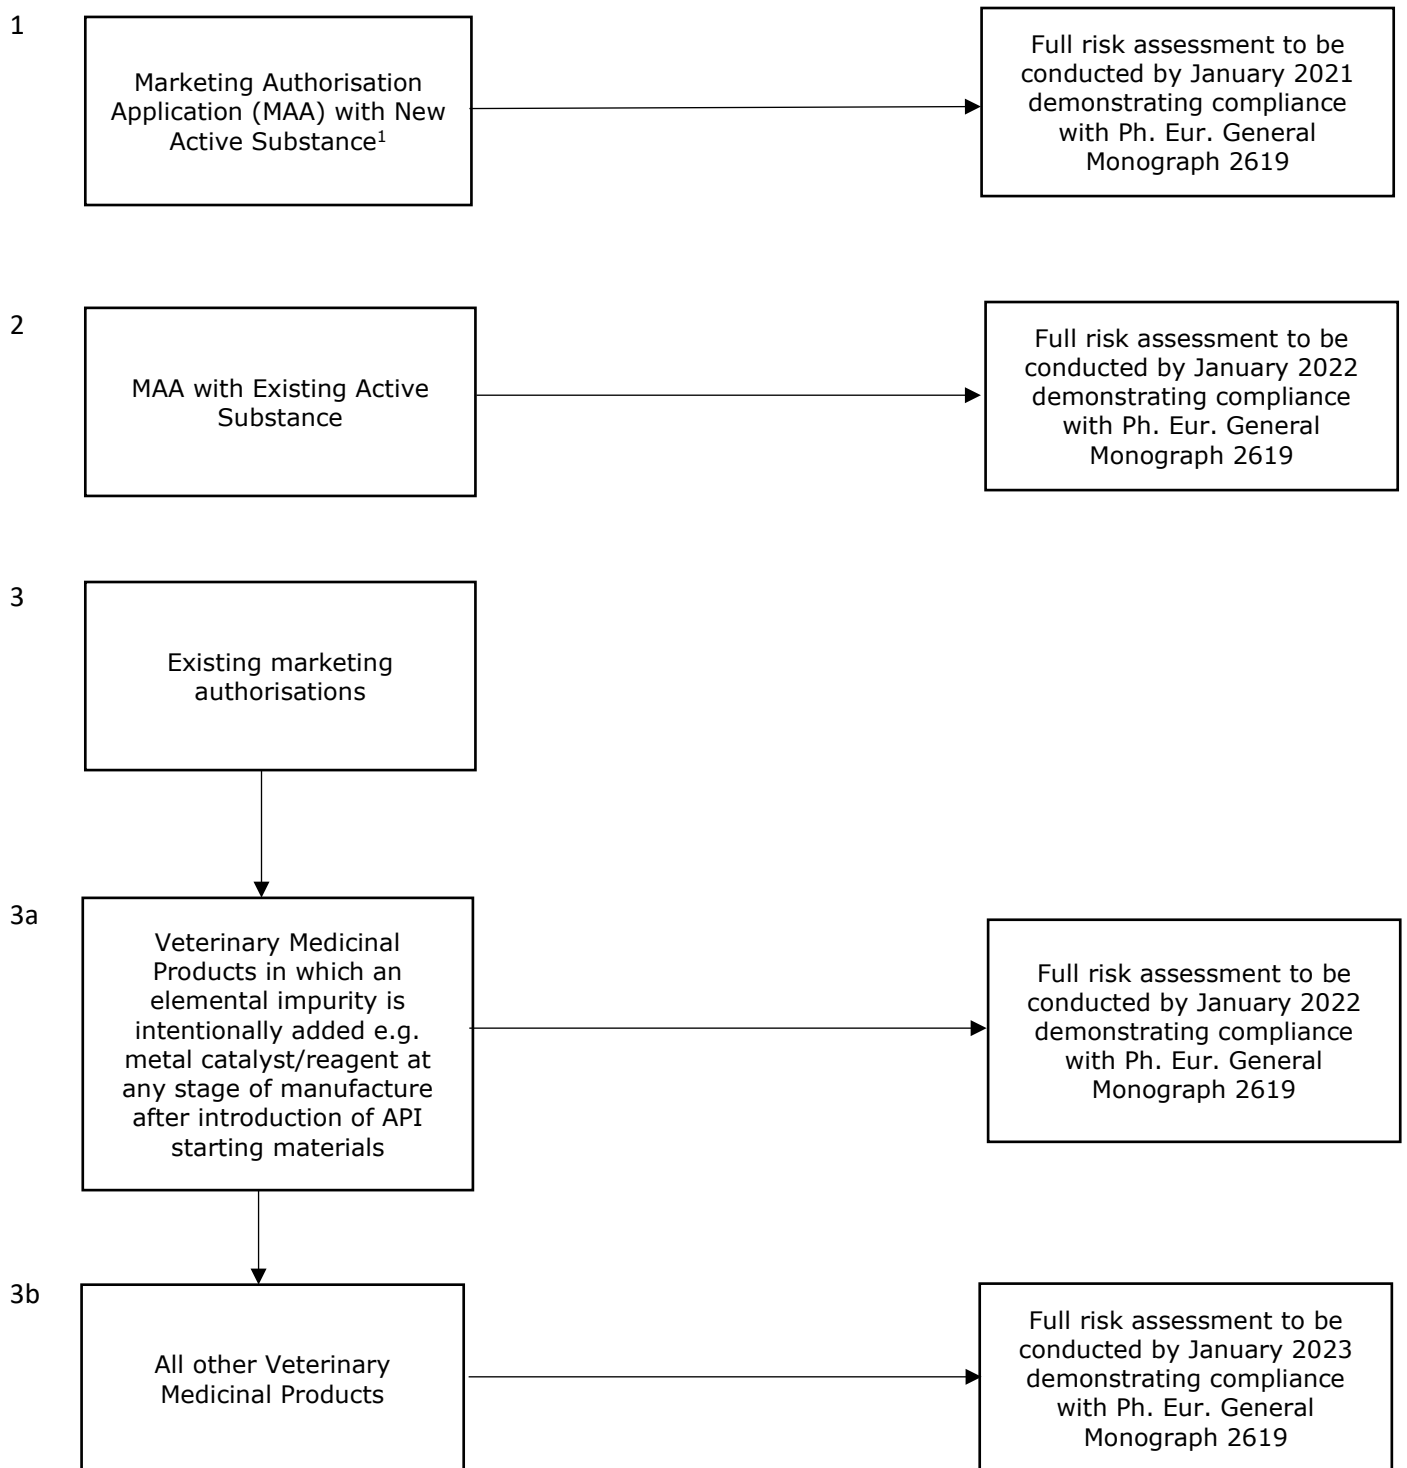 1
Marketing Authorisation
Application (MAA) with New
Active Substance¹
Full risk assessment to be
conducted by January 2021
demonstrating compliance
with Ph. Eur. General
Monograph 2619
2
MAA with Existing Active
Substance
Full risk assessment to be
conducted by January 2022
demonstrating compliance
with Ph. Eur. General
Monograph 2619
3
Existing marketing
authorisations
3a
Veterinary Medicinal
Products in which an
elemental impurity is
intentionally added e.g.
metal catalyst/reagent at
any stage of manufacture
after introduction of API
starting materials
Full risk assessment to be
conducted by January 2022
demonstrating compliance
with Ph. Eur. General
Monograph 2619
3b
All other Veterinary
Medicinal Products
Full risk assessment to be
conducted by January 2023
demonstrating compliance
with Ph. Eur. General
Monograph 2619